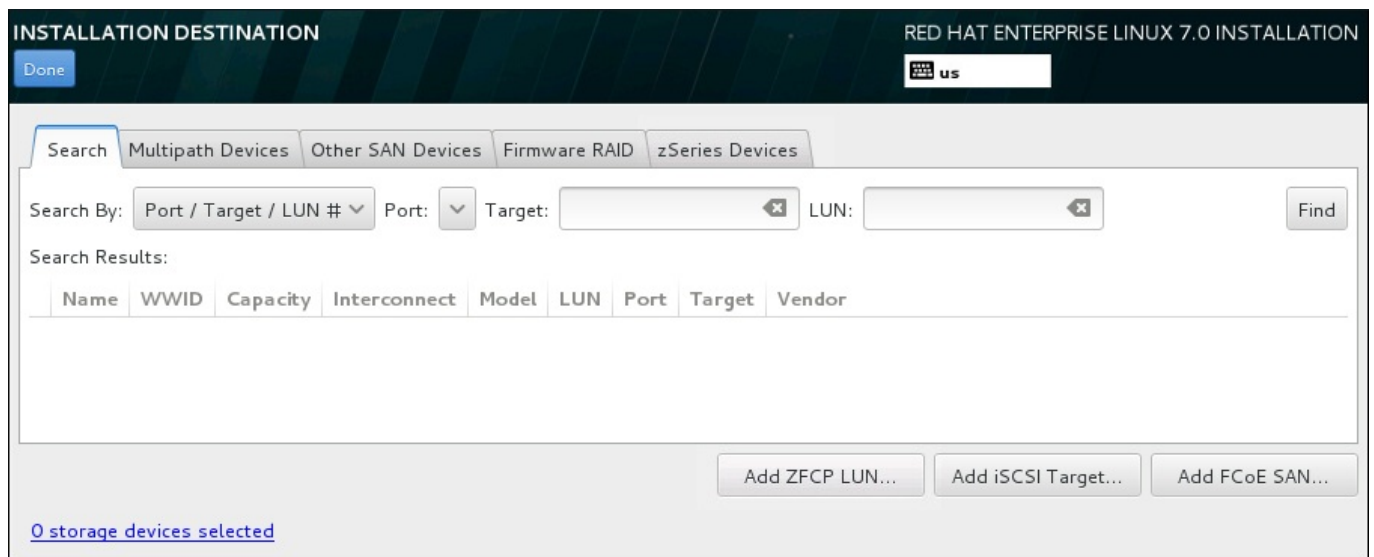 INSTALLATION DESTINATION
RED HAT ENTERPRISE LINUX 7.0 INSTALLATION
Done
us
Search Multipath Devices Other SAN Devices Firmware RAID zSeries Devices
Search By: Port / Target / LUN # Port: Target: LUN: Find
Search Results:
Name WWID Capacity Interconnect Model LUN Port Target Vendor
Add ZFCP LUN... Add iSCSI Target... Add FCoE SAN...
0 storage devices selected